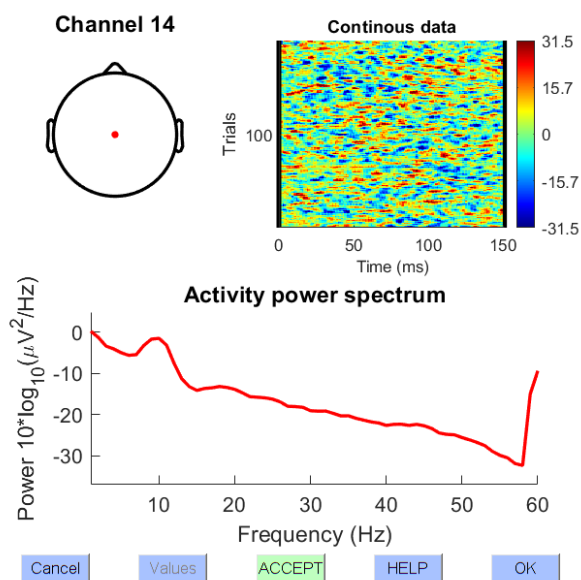 Channel 14
Continous data
Trials
100
0
50
100
150
Time (ms)
31.5
15.7
0
-15.7
-31.5
Activity power spectrum
Power 10*log10(μV2/Hz)
0
-10
-20
-30
10
20
30
40
50
60
Frequency (Hz)
Cancel
Values
ACCEPT
HELP
OK